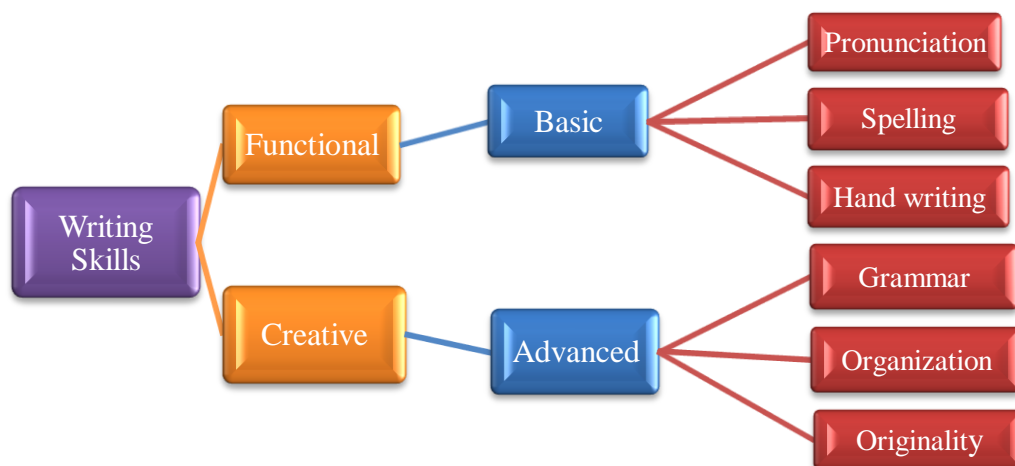 Writing
Skills
Functional
Creative
Basic
Advanced
Pronunciation
Spelling
Hand writing
Grammar
Organization
Originality